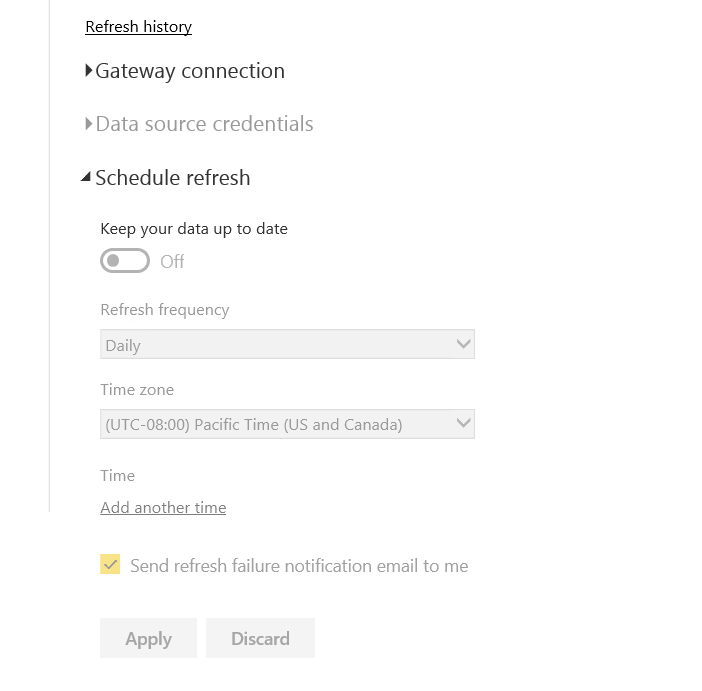 Refresh history
Gateway connection
Data source credentials
Schedule refresh
Keep your data up to date
Off
Refresh frequency
Daily
Time zone
(UTC-08:00) Pacific Time (US and Canada)
Time
Add another time
Send refresh failure notification email to me
Apply Discard